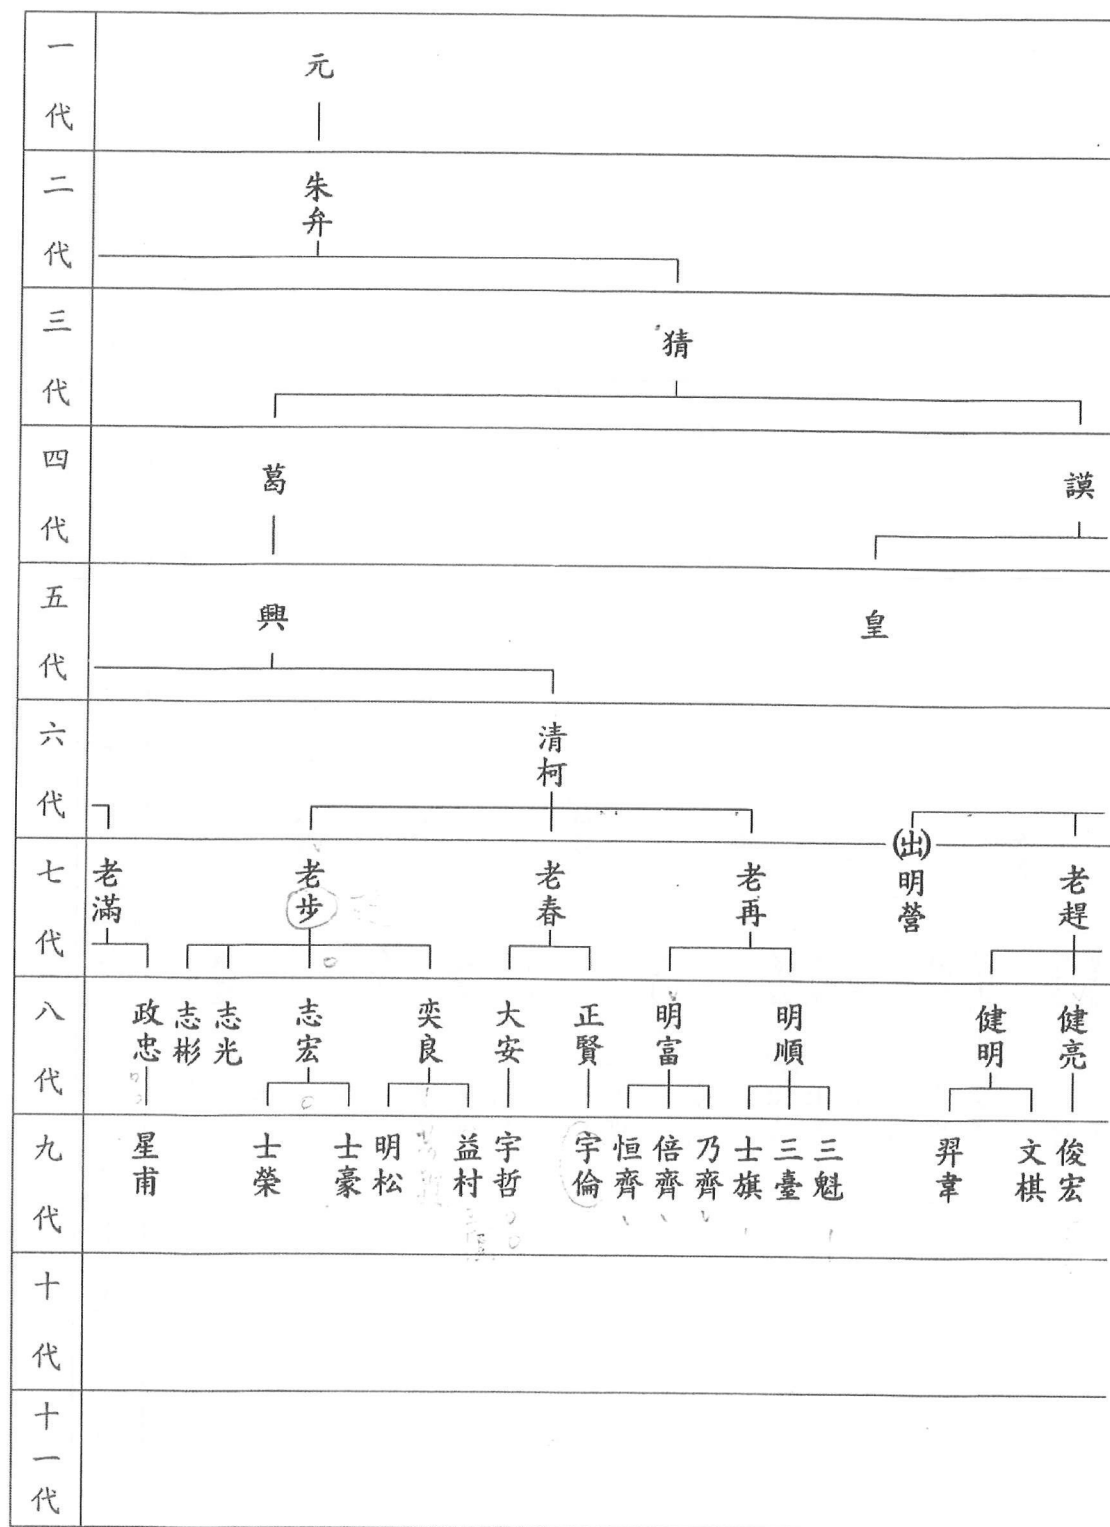 一代
元
二代
朱弁
三代
猜
四代
葛
謨
五代
興
皇
六代
清柯
七代
老滿
老步
老春
老再
(出)明營
老趕
八代
政忠
志彬
志光
志宏
奕良
大安
正賢
明富
明順
健明
健亮
九代
星甫
士榮
士豪
明松
益村
宇哲
宇倫
恒齊
倍齊
乃齊
士旗
三臺
三魁
羿韋
文棋
俊宏
十代
十一代